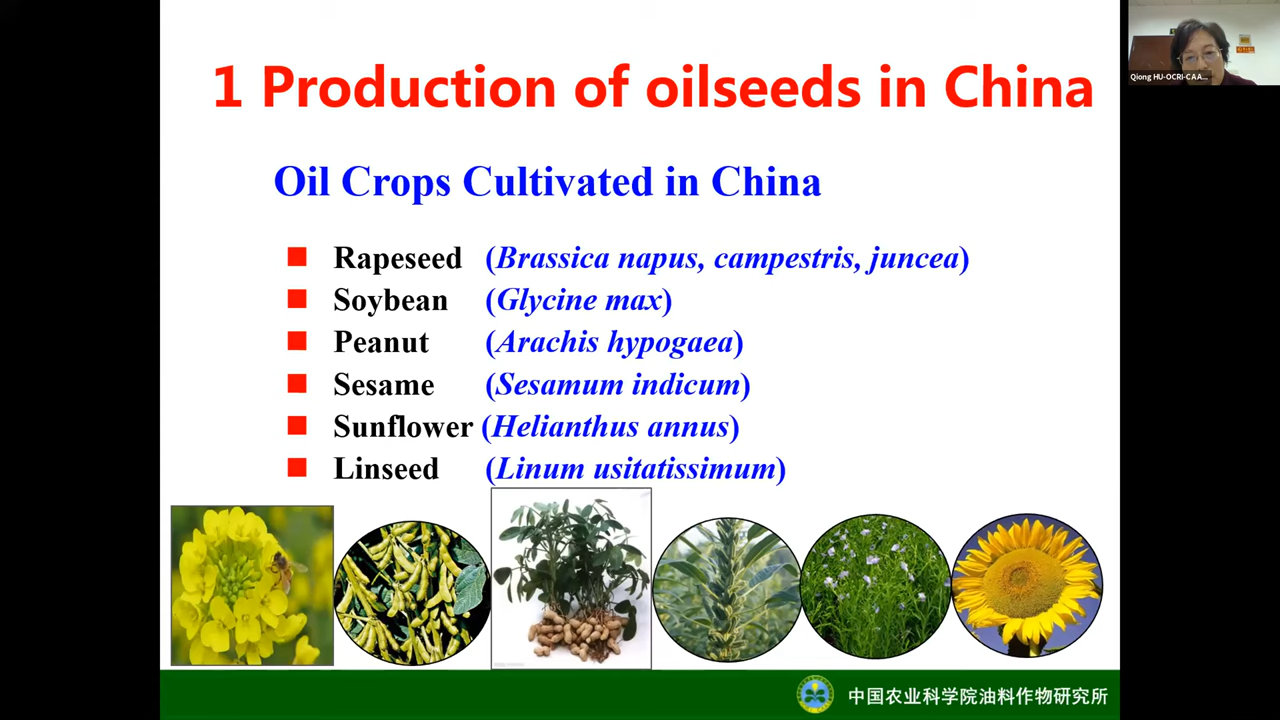 1 Production of oilseeds in China
Qiong HU-OCRI-CAA...
Oil Crops Cultivated in China
Rapeseed (Brassica napus, campestris, juncea)
Soybean (Glycine max)
Peanut (Arachis hypogaea)
Sesame (Sesamum indicum)
Sunflower (Helianthus annus)
Linseed (Linum usitatissimum)
中国农业科学院油料作物研究所